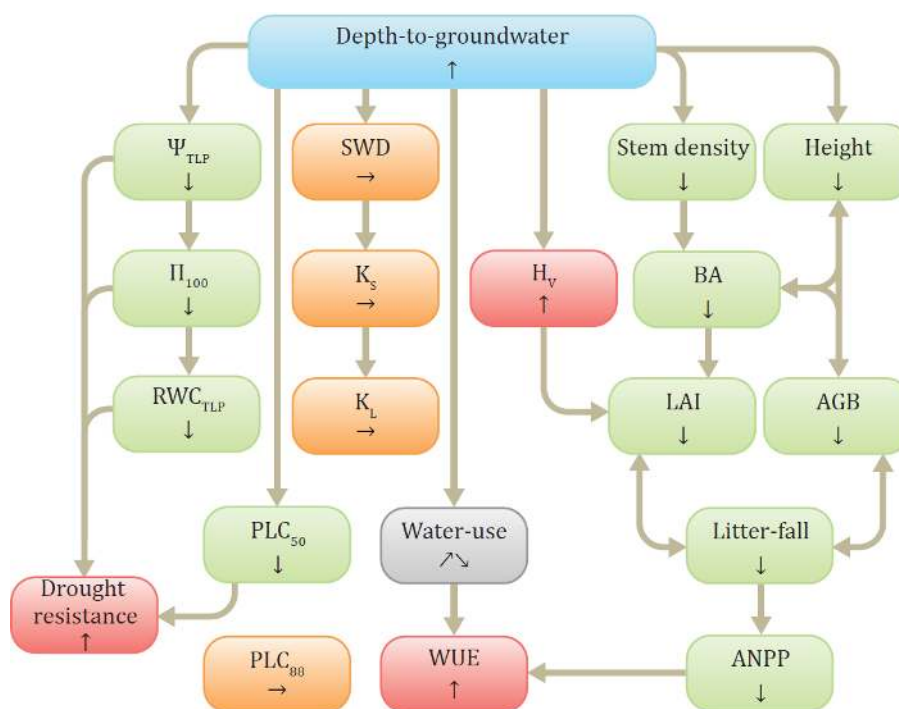 Depth-to-groundwater
↑
Ψ_TLP
↓
SWD
→
Stem density
↓
Height
↓
Π_100
↓
K_S
→
H_V
↑
BA
↓
RWC_TLP
↓
K_L
→
LAI
↓
AGB
↓
PLC_50
↓
Water-use
↗↘
Litter-fall
↓
Drought
resistance
↑
PLC_88
→
WUE
↑
ANPP
↓